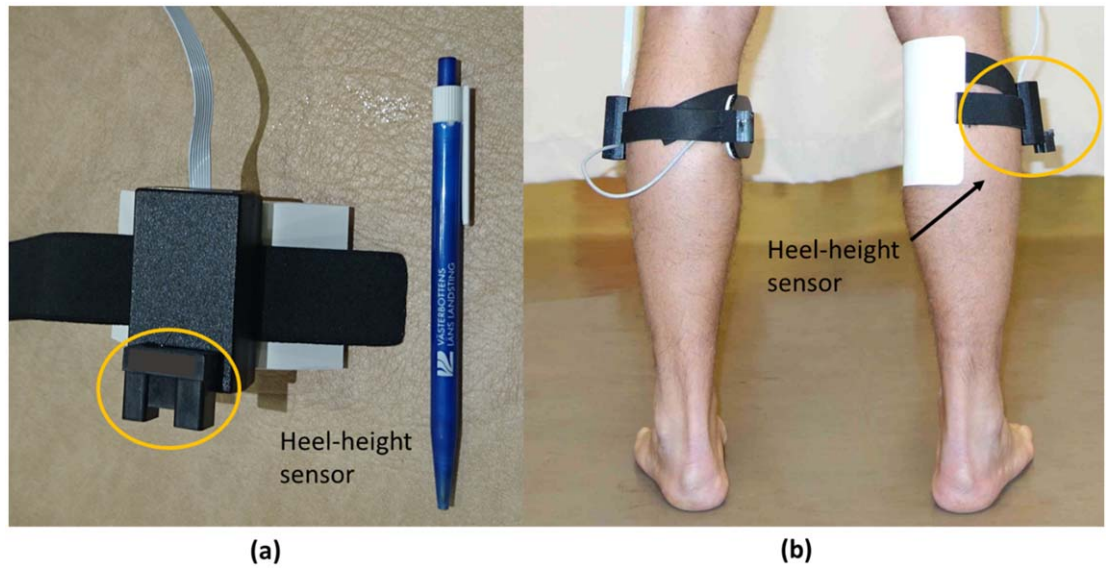 VÄSTERBOTTENS
LÄNS LANDSTING
Heel-height
sensor
Heel-height
sensor
(a)
(b)